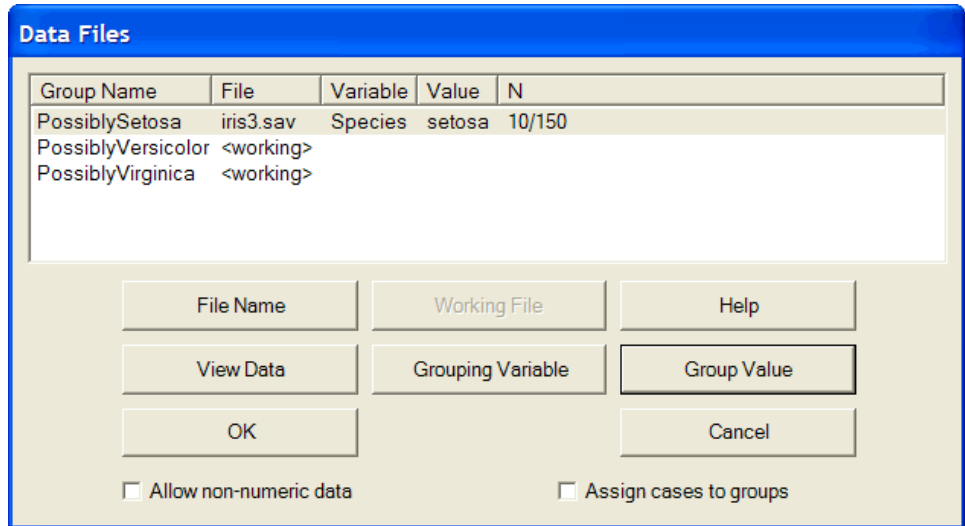 Data Files
Group Name File Variable Value N
PossiblySetosa iris3.sav Species setosa 10/150
PossiblyVersicolor <working>
PossiblyVirginica <working>
File Name Working File Help
View Data Grouping Variable Group Value
OK Cancel
Allow non-numeric data Assign cases to groups